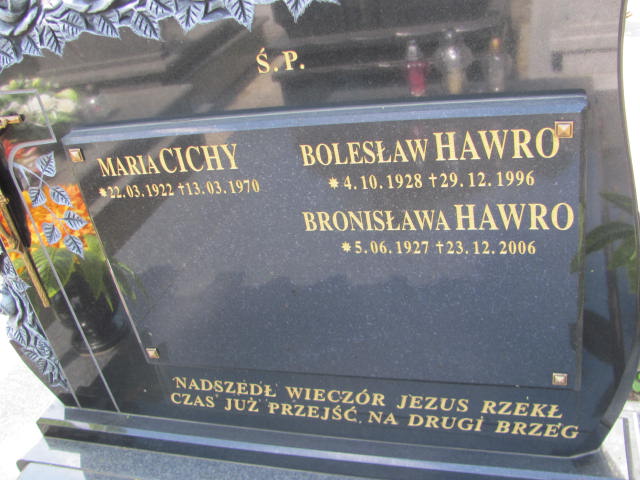 Ś.P.
MARIA CICHY
*22.03.1922 †13.03.1970
BOLESŁAW HAWRO
*4.10.1928 †29.12.1996
BRONISŁAWA HAWRO
*5.06.1927 †23.12.2006
NADSZEDŁ WIECZÓR JEZUS RZEKŁ
CZAS JUŻ PRZEJŚĆ NA DRUGI BRZEG